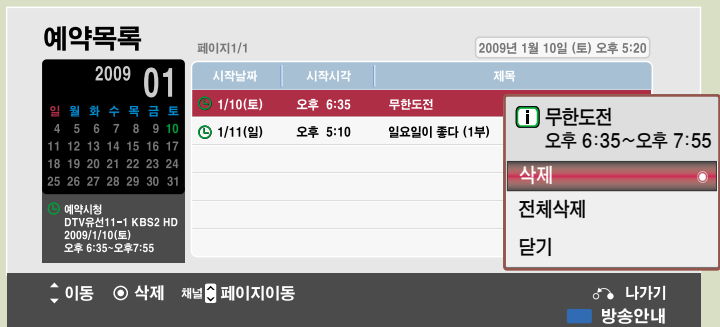 예약목록
페이지1/1
2009년 1월 10일 (토) 오후 5:20
2009 01
일 월 화 수 목 금 토
4 5 6 7 8 9 10
11 12 13 14 15 16 17
18 19 20 21 22 23 24
25 26 27 28 29 30 31
예약시청
DTV유선11-1 KBS2 HD
2009/1/10(토)
오후 6:35~오후7:55
시작날짜 시작시각 제목
1/10(토) 오후 6:35 무한도전
1/11(일) 오후 5:10 일요일이 좋다 (1부)
무한도전
오후 6:35~오후 7:55
삭제
전체삭제
닫기
이동 삭제 채널 페이지이동 나가기
방송안내